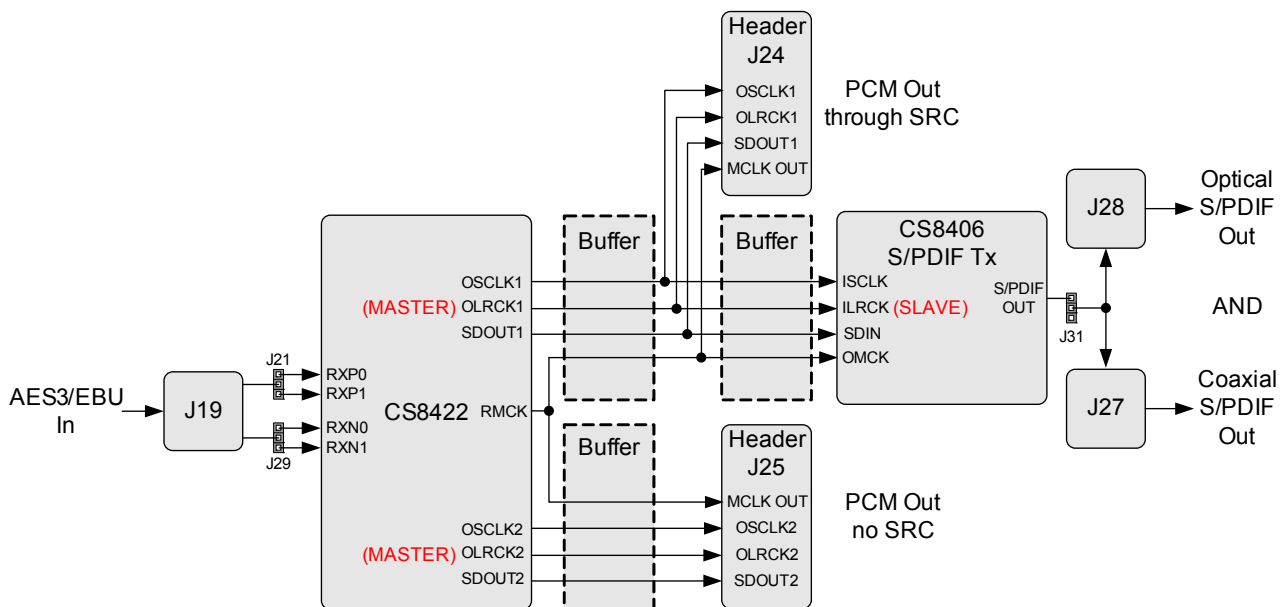 Header
J24
OSCLK1
OLRCK1
SDOUT1
MCLK OUT
PCM Out
through SRC
AES3/EBU
In
J19
J21
J29
RXP0
RXP1
RXN0
RXN1
CS8422
OSCLK1
(MASTER) OLRCK1
SDOUT1
RMCK
OSCLK2
(MASTER) OLRCK2
SDOUT2
Buffer
Buffer
Buffer
CS8406
S/PDIF Tx
ISCLK
ILRCK (SLAVE)
SDIN
OMCK
S/PDIF
OUT
J31
J28
Optical
S/PDIF
Out
AND
J27
Coaxial
S/PDIF
Out
Header
J25
MCLK OUT
OSCLK2
OLRCK2
SDOUT2
PCM Out
no SRC